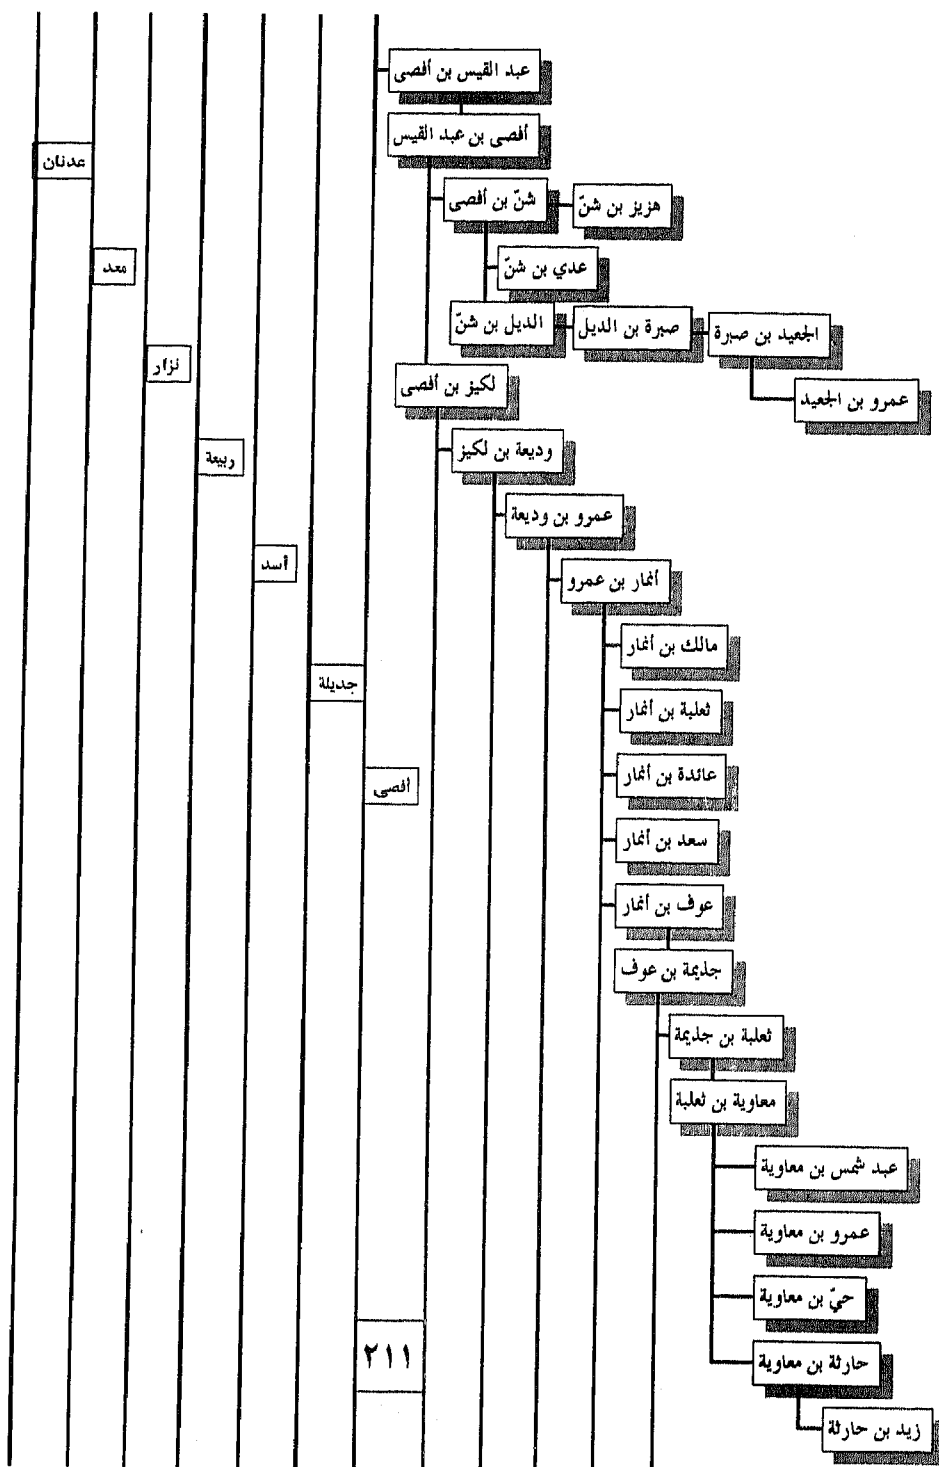 عبد القيس بن أفصى
أفصى بن عبد القيس
عدنان
شنّ بن أفصى
هزيز بن شنّ
عدي بن شنّ
معد
الديل بن شنّ
صبرة بن الديل
الجعيد بن صبرة
نزار
لكيز بن أفصى
عمرو بن الجعيد
وديعة بن لكيز
ربيعة
عمرو بن وديعة
أسد
أنمار بن عمرو
مالك بن أنمار
جديلة
ثعلبة بن أنمار
عائدة بن أنمار
أفصى
سعد بن أنمار
عوف بن أنمار
جذيمة بن عوف
ثعلبة بن جذيمة
معاوية بن ثعلبة
عبد شمس بن معاوية
عمرو بن معاوية
حيّ بن معاوية
حارثة بن معاوية
٢١١
زيد بن حارثة